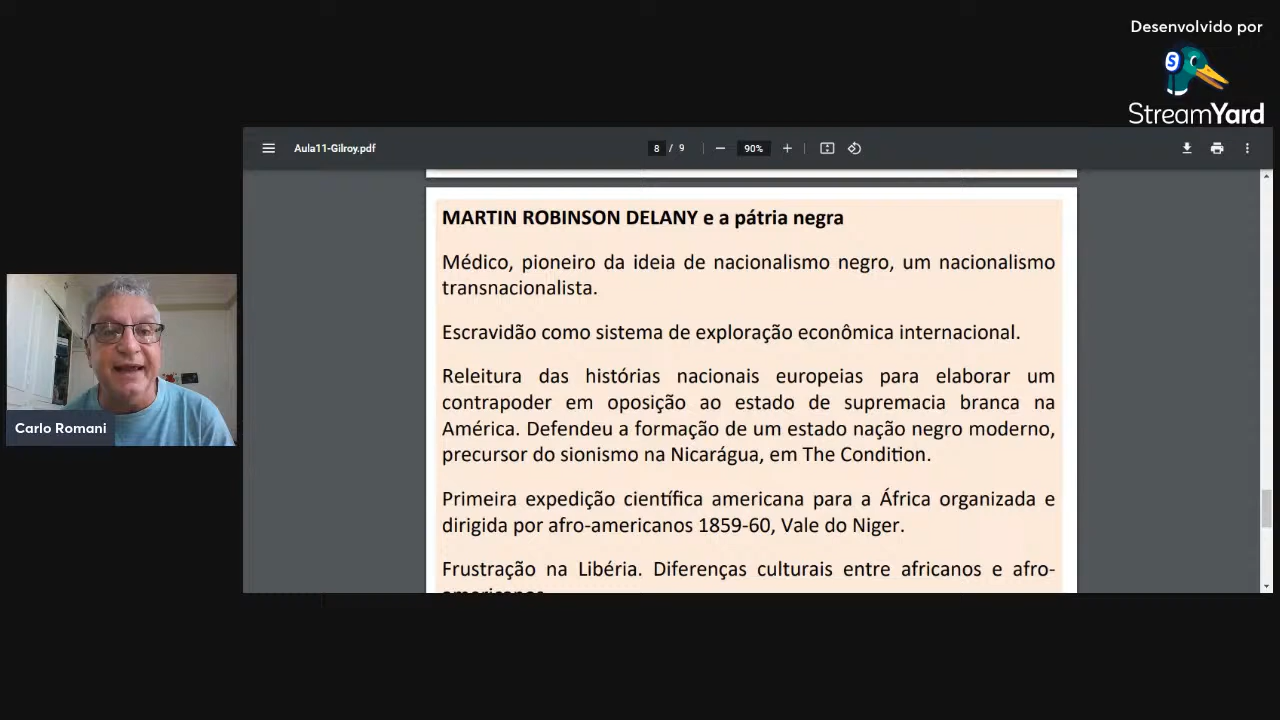 Desenvolvido por
S
StreamYard
Aula11-Gilroy.pdf
8 / 9
90%
MARTIN ROBINSON DELANY e a pátria negra
Médico, pioneiro da ideia de nacionalismo negro, um nacionalismo
transnacionalista.
Escravidão como sistema de exploração econômica internacional.
Releitura das histórias nacionais europeias para elaborar um
contrapoder em oposição ao estado de supremacia branca na
América. Defendeu a formação de um estado nação negro moderno,
precursor do sionismo na Nicarágua, em The Condition.
Primeira expedição científica americana para a África organizada e
dirigida por afro-americanos 1859-60, Vale do Niger.
Frustração na Libéria. Diferenças culturais entre africanos e afro-
americanos
Carlo Romani